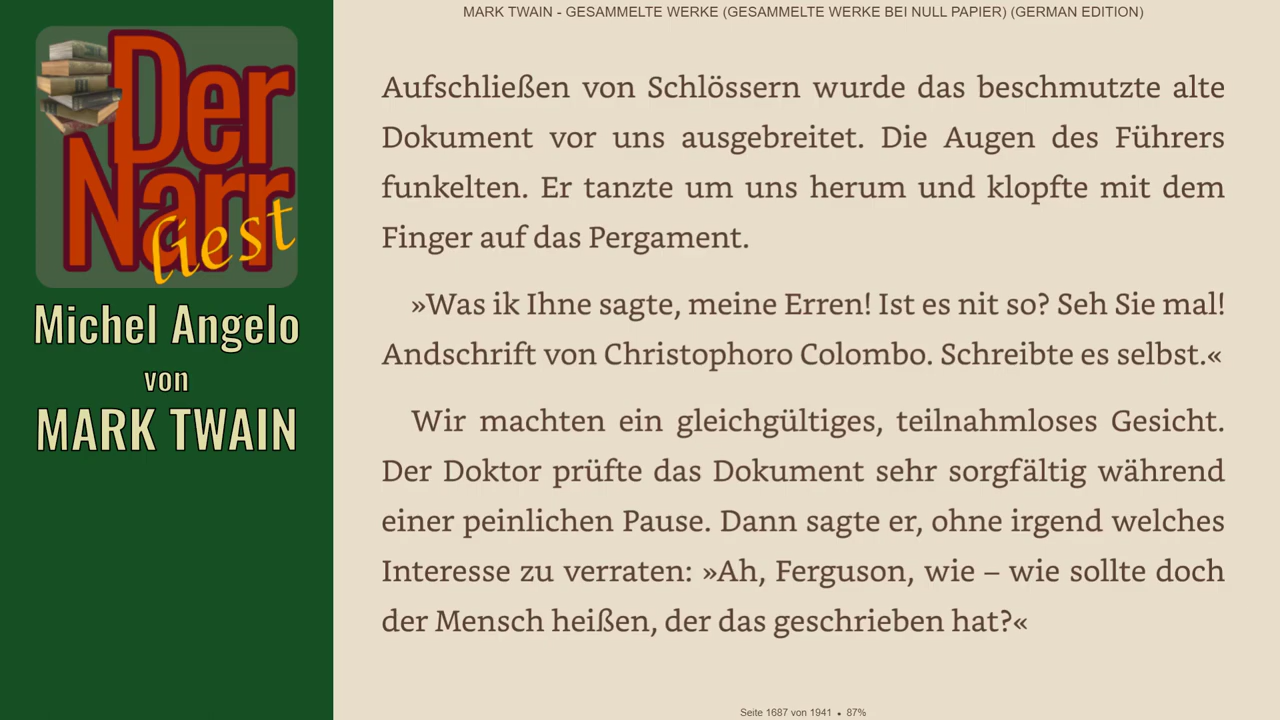 Der
Narr
liest
Michel Angelo
von
MARK TWAIN
MARK TWAIN - GESAMMELTE WERKE (GESAMMELTE WERKE BEI NULL PAPIER) (GERMAN EDITION)
Aufschließen von Schlössern wurde das beschmutzte alte
Dokument vor uns ausgebreitet. Die Augen des Führers
funkelten. Er tanzte um uns herum und klopfte mit dem
Finger auf das Pergament.
»Was ik Ihne sagte, meine Erren! Ist es nit so? Seh Sie mal!
Andschrift von Christophoro Colombo. Schreibte es selbst.«
Wir machten ein gleichgültiges, teilnahmloses Gesicht.
Der Doktor prüfte das Dokument sehr sorgfältig während
einer peinlichen Pause. Dann sagte er, ohne irgend welches
Interesse zu verraten: »Ah, Ferguson, wie – wie sollte doch
der Mensch heißen, der das geschrieben hat?«
Seite 1687 von 1941 • 87%